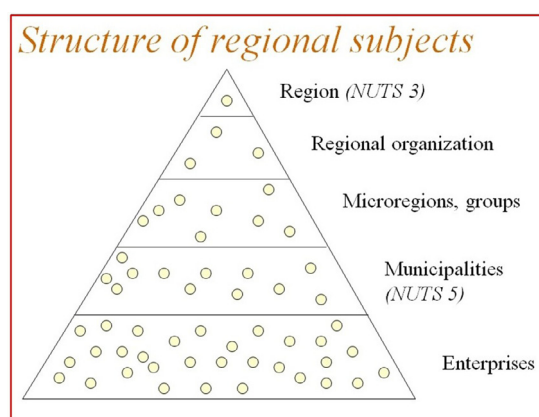 Structure of regional subjects
Region (NUTS 3)
Regional organization
Microregions, groups
Municipalities
(NUTS 5)
Enterprises